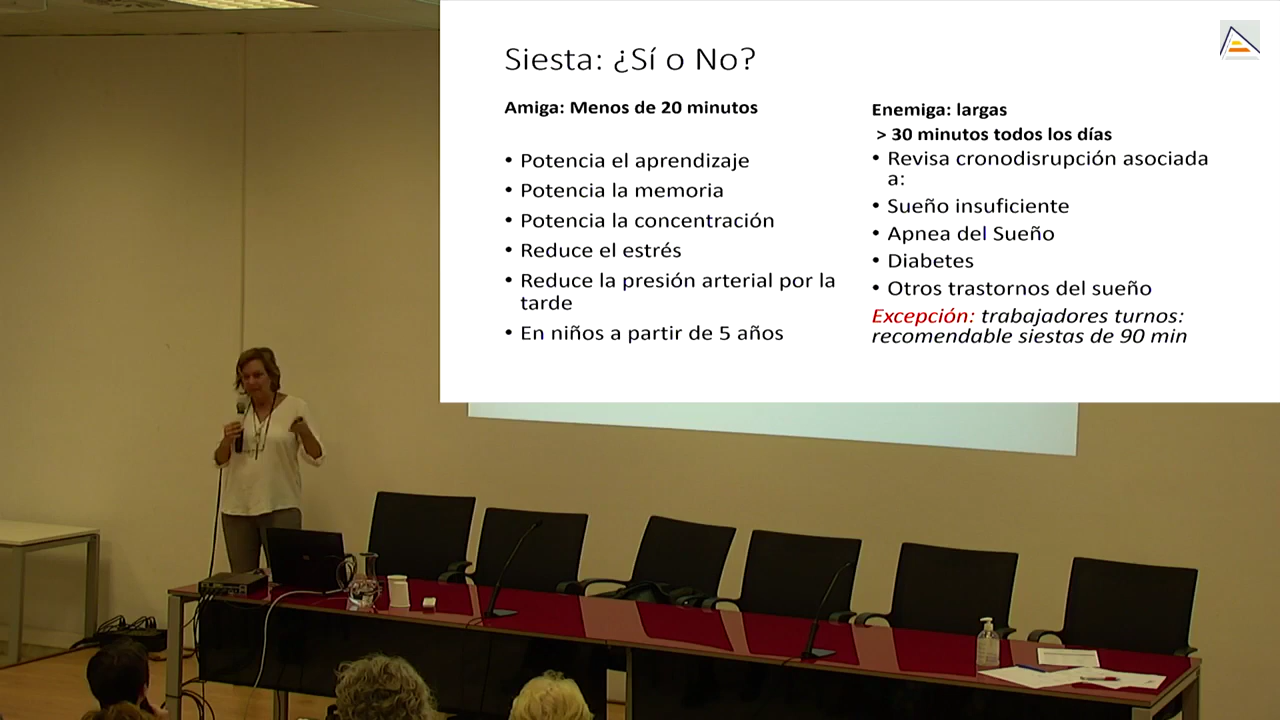 Siesta: ¿Sí o No?
Amiga: Menos de 20 minutos
• Potencia el aprendizaje
• Potencia la memoria
• Potencia la concentración
• Reduce el estrés
• Reduce la presión arterial por la
tarde
• En niños a partir de 5 años
Enemiga: largas
> 30 minutos todos los días
• Revisa cronodisrupción asociada
a:
• Sueño insuficiente
• Apnea del Sueño
• Diabetes
• Otros trastornos del sueño
Excepción: trabajadores turnos:
recomendable siestas de 90 min